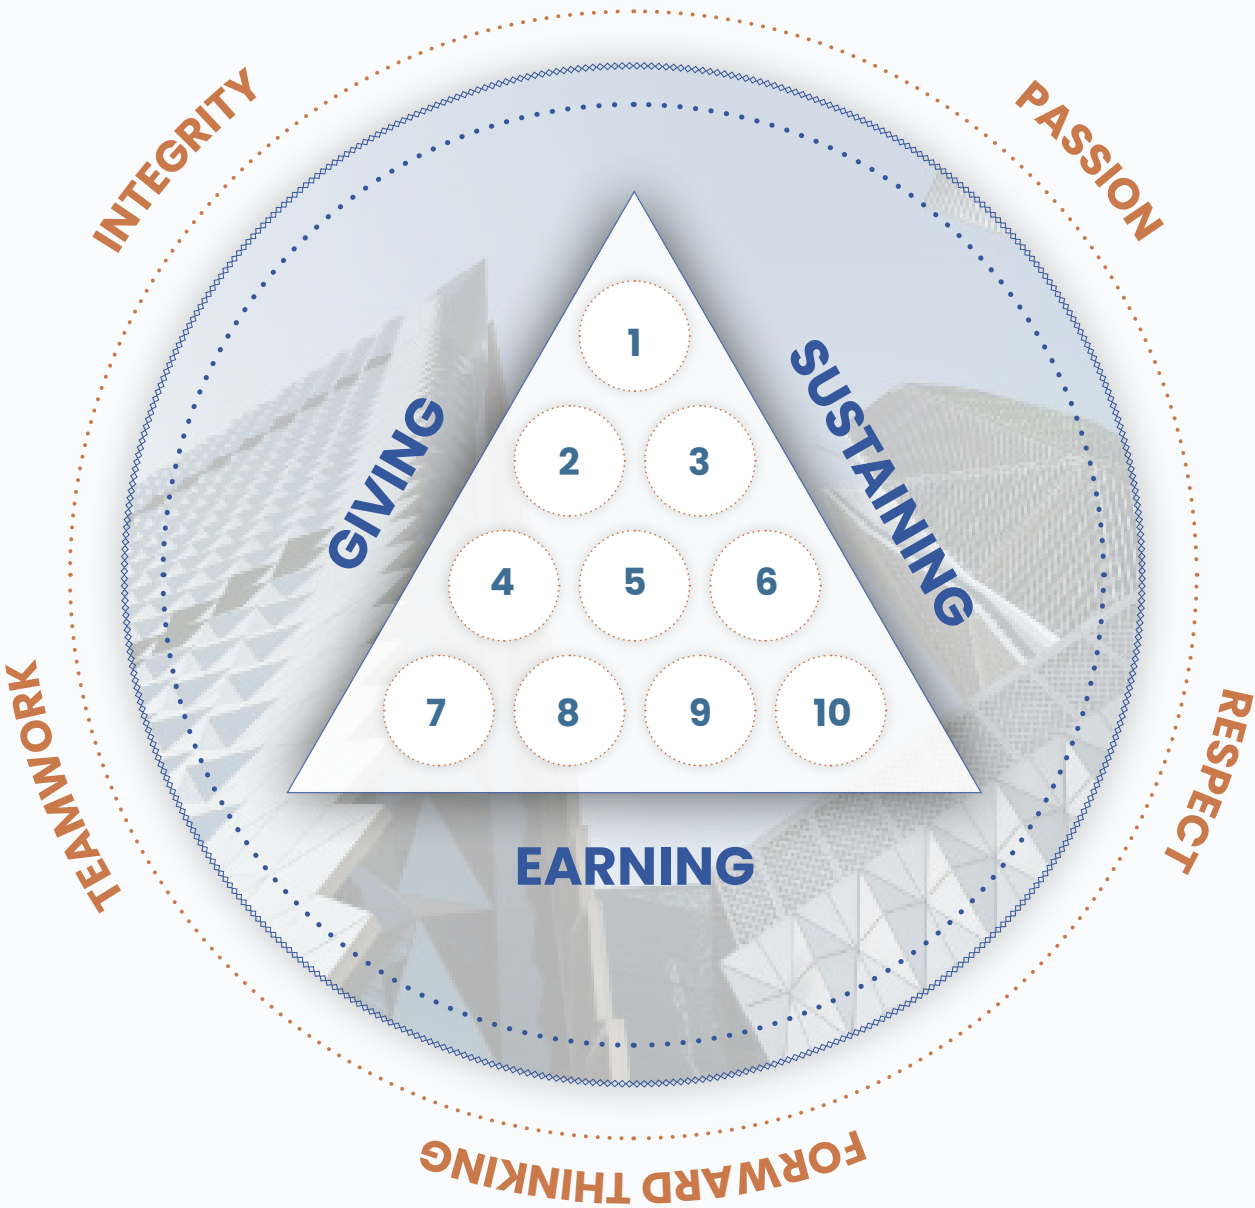 INTEGRITY
PASSION
GIVING
SUSTAINING
1
2 3
4 5 6
7 8 9 10
EARNING
TEAMWORK
RESPECT
FORWARD THINKING